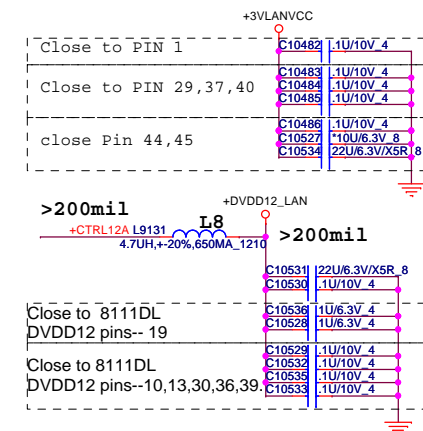 +3VLANVCC
Close to PIN 1
C10482 .1U/10V_4
Close to PIN 29,37,40
C10483 .1U/10V_4
C10484 .1U/10V_4
C10485 .1U/10V_4
close Pin 44,45
C10486 .1U/10V_4
C10527 *10U/6.3V_8
C10534 22U/6.3V/X5R_8
+DVDD12_LAN
>200mil
L8
+CTRL12A L9131
>200mil
4.7UH,+-20%,650MA_1210
C10531 22U/6.3V/X5R_8
C10530 .1U/10V_4
Close to 8111DL
DVDD12 pins-- 19
C10536 1U/6.3V_4
C10528 1U/6.3V_4
Close to 8111DL
DVDD12 pins--10,13,30,36,39.
C10529 .1U/10V_4
C10532 .1U/10V_4
C10535 .1U/10V_4
C10533 .1U/10V_4